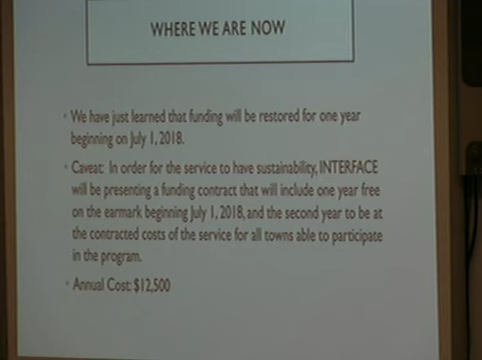 WHERE WE ARE NOW
• We have just learned that funding will be restored for one year
beginning on July 1, 2018.
• Caveat: In order for the service to have sustainability, INTERFACE
will be presenting a funding contract that will include one year free
on the earmark beginning July 1, 2018, and the second year to be at
the contracted costs of the service for all towns able to participate
in the program.
• Annual Cost: $12,500